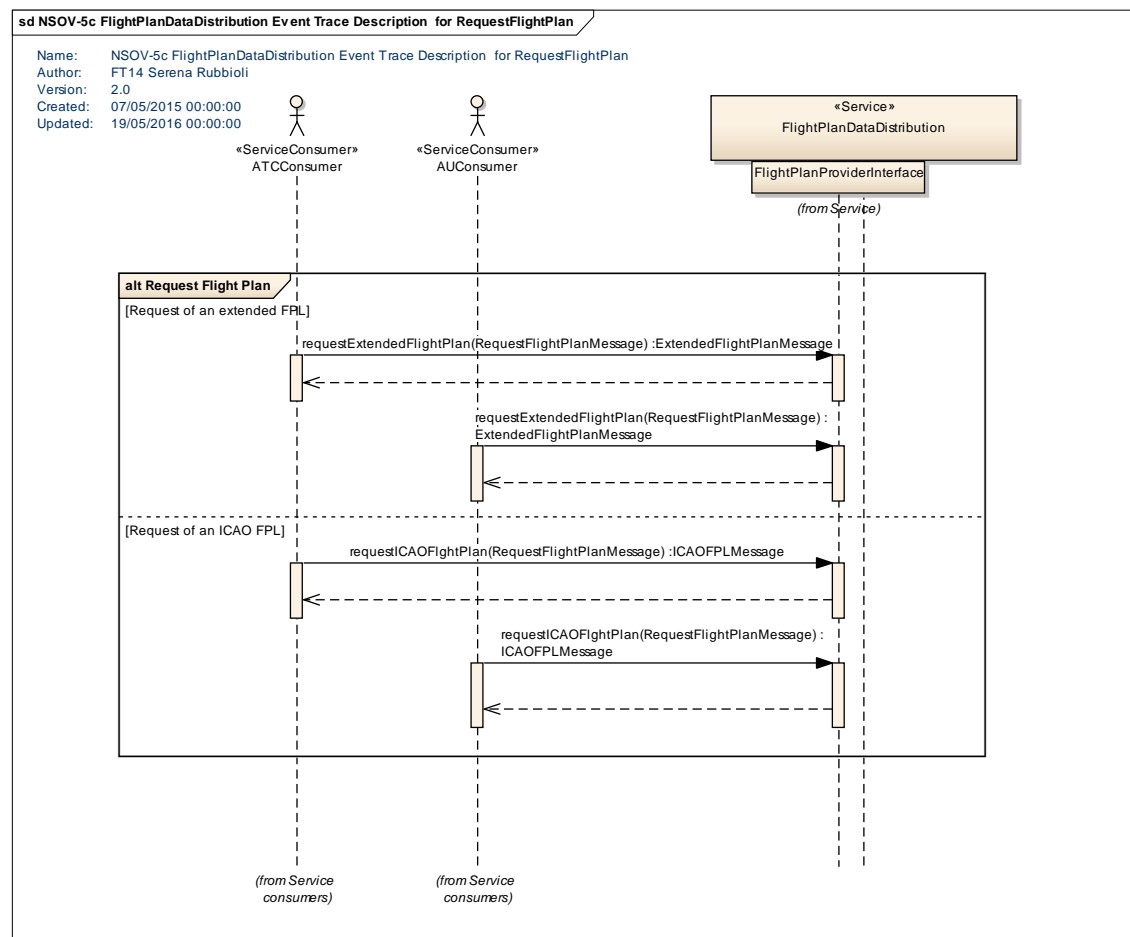 sd NSOV-5c FlightPlanDataDistribution Event Trace Description for RequestFlightPlan
Name: NSOV-5c FlightPlanDataDistribution Event Trace Description for RequestFlightPlan
Author: FT14 Serena Rubbioli
Version: 2.0
Created: 07/05/2015 00:00:00
Updated: 19/05/2016 00:00:00
«ServiceConsumer»
ATCConsumer
«ServiceConsumer»
AUConsumer
«Service»
FlightPlanDataDistribution
FlightPlanProviderInterface
(from Service)
alt Request Flight Plan
[Request of an extended FPL]
requestExtendedFlightPlan(RequestFlightPlanMessage) :ExtendedFlightPlanMessage
requestExtendedFlightPlan(RequestFlightPlanMessage) :
ExtendedFlightPlanMessage
[Request of an ICAO FPL]
requestICAOFlghtPlan(RequestFlightPlanMessage) :ICAOFPLMessage
requestICAOFlghtPlan(RequestFlightPlanMessage) :
ICAOFPLMessage
(from Service
consumers)
(from Service
consumers)